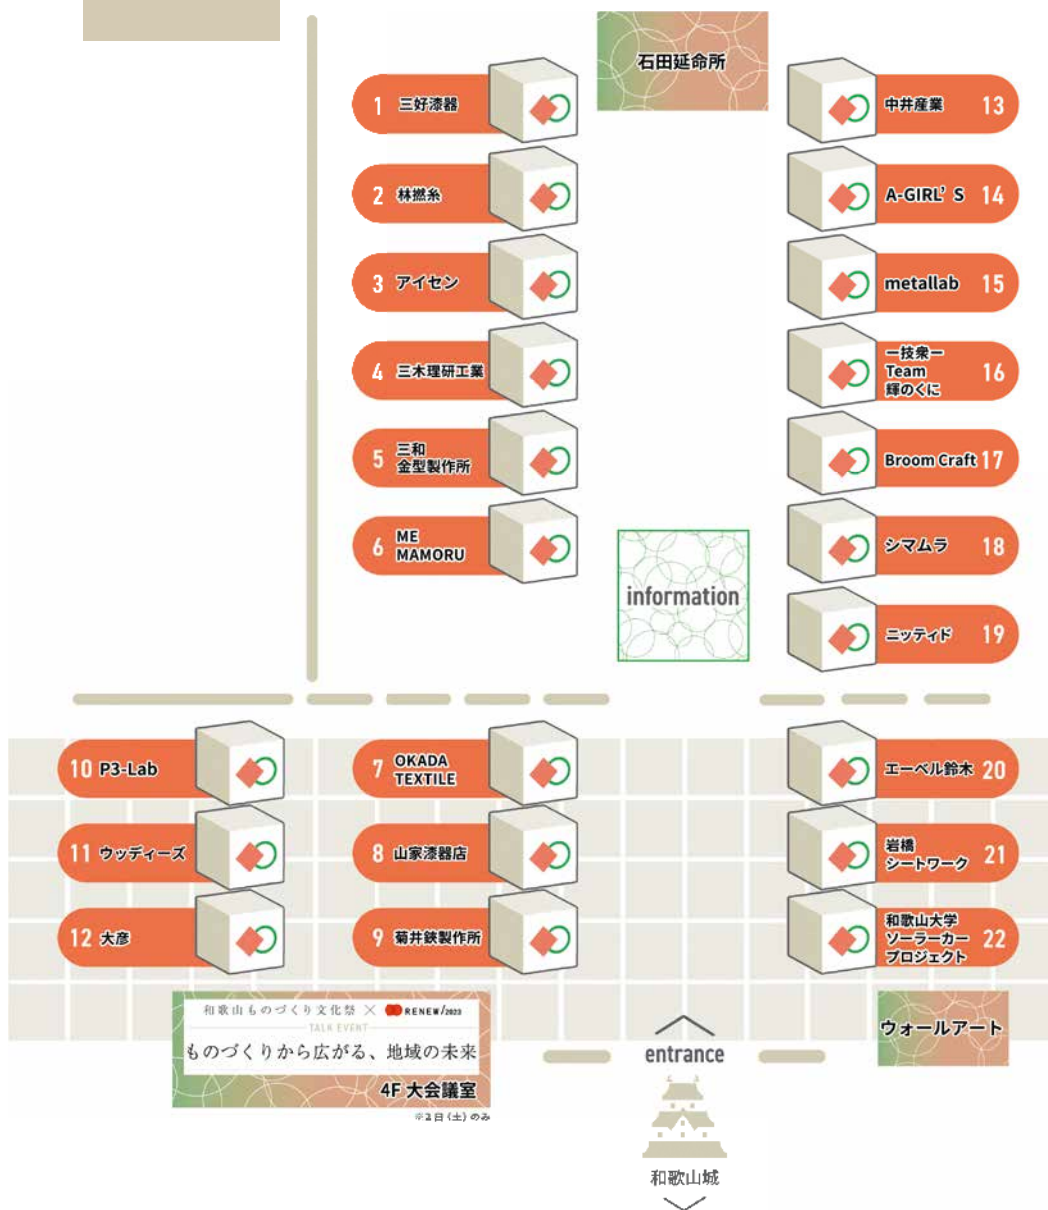 石田延命所
1 三好漆器
2 林撚糸
3 アイセン
4 三木理研工業
5 三和
金型製作所
6 ME
MAMORU
中井産業 13
A-GIRL’S 14
metallab 15
ー技衆ー
Team
輝のくに 16
Broom Craft 17
シマムラ 18
ニッティド 19
information
10 P3-Lab
11 ウッディーズ
12 大彦
7 OKADA
TEXTILE
8 山家漆器店
9 菊井鋏製作所
エーベル鈴木 20
岩橋
シートワーク 21
和歌山大学
ソーラーカー
プロジェクト 22
和歌山ものづくり文化祭 × RENEW/2023
TALK EVENT
ものづくりから広がる、地域の未来
4F 大会議室
※2日(土)のみ
entrance
ウォールアート
和歌山城